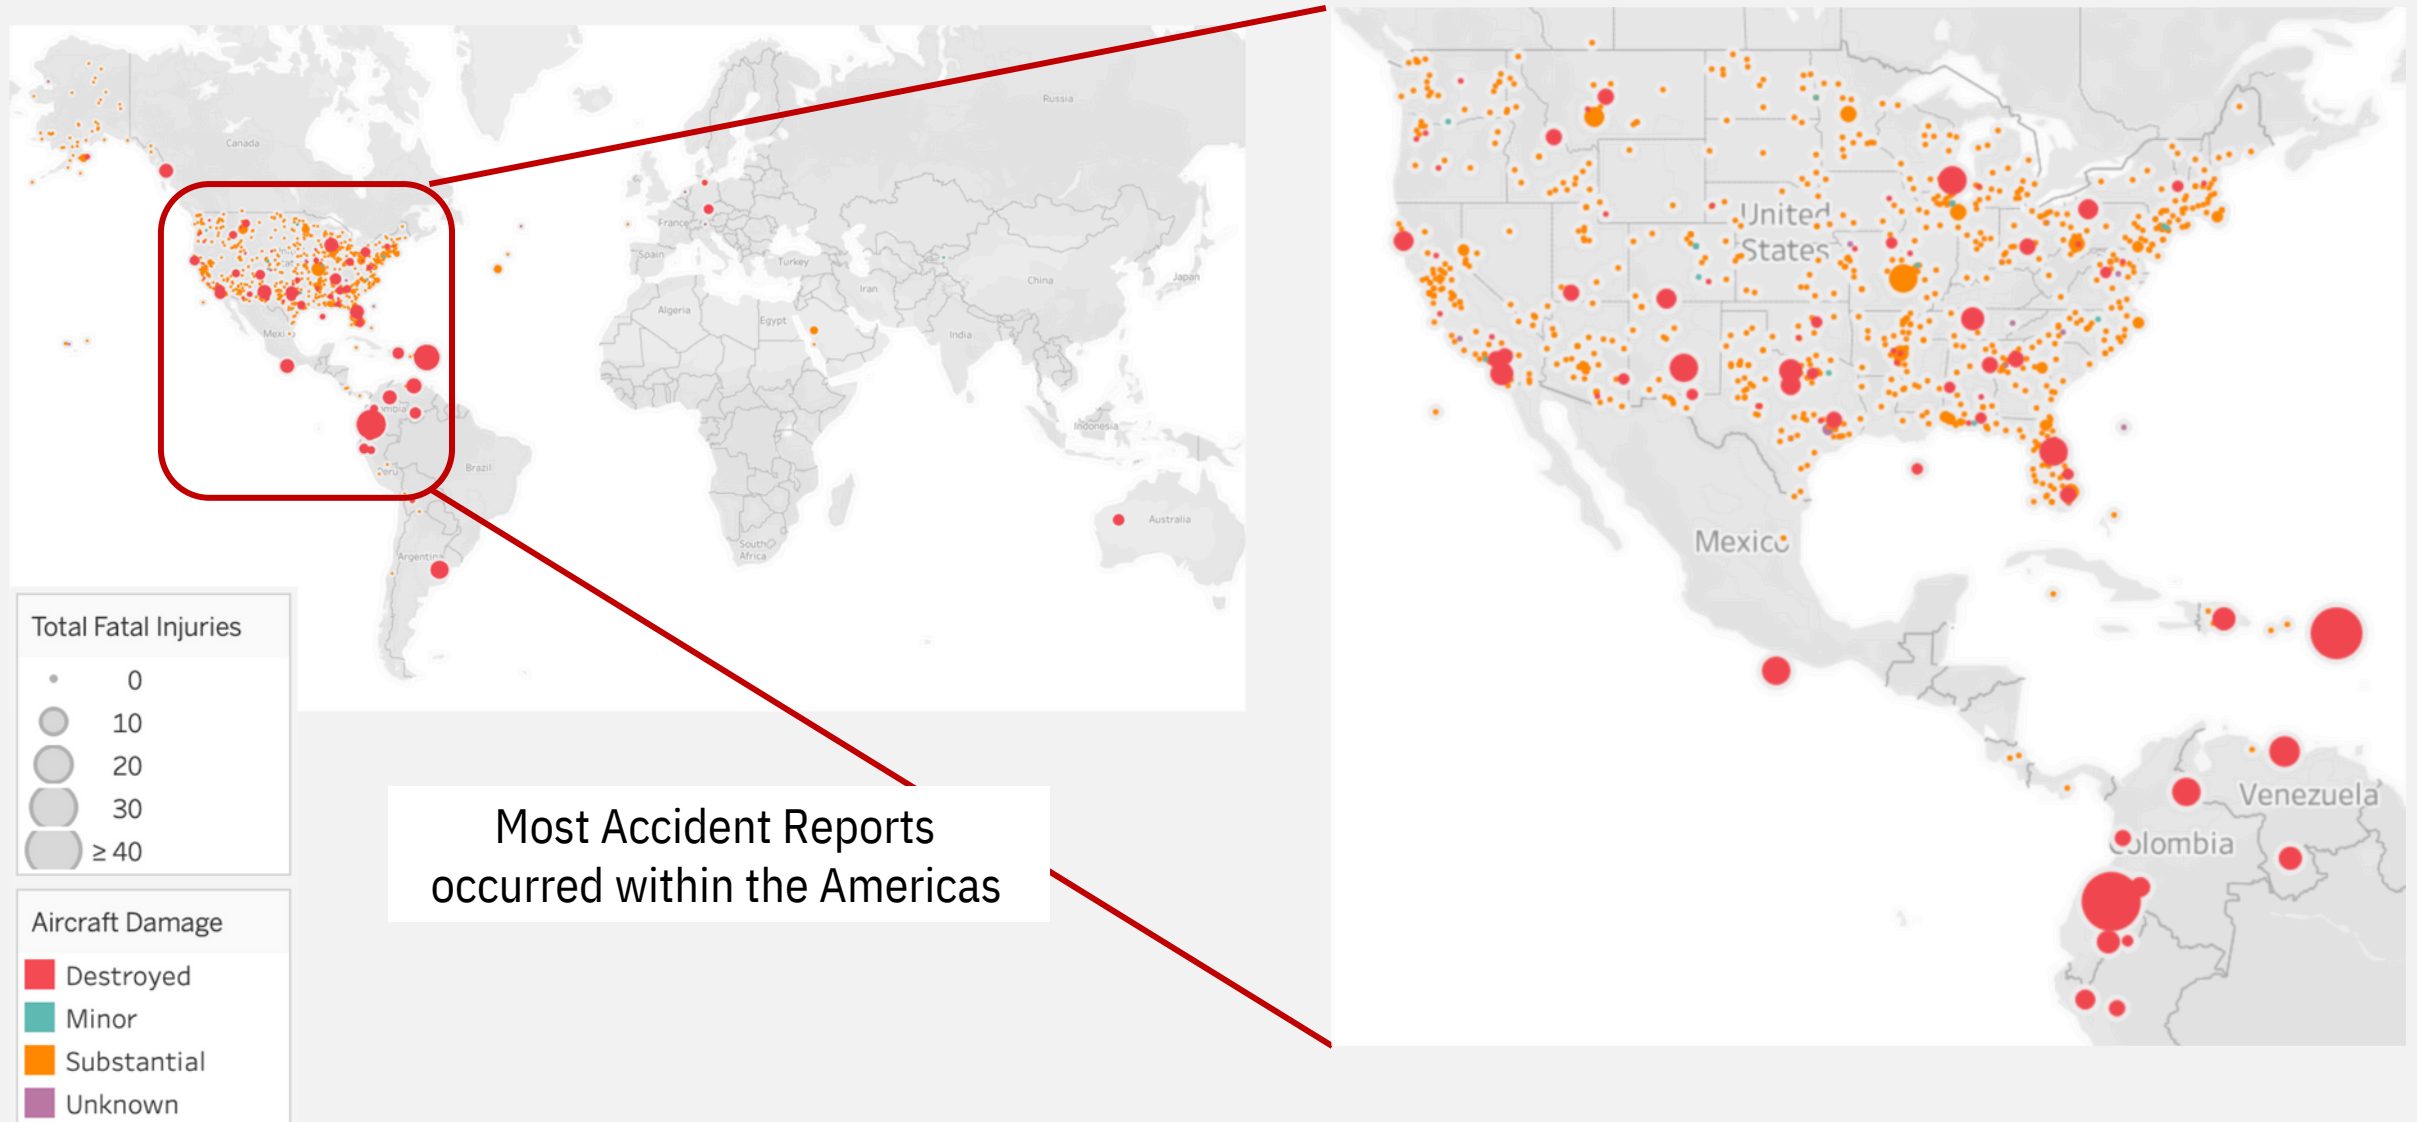 Russia
Canada
France
Spain
Turkey
Japan
China
Iran
Algeria
Egypt
India
Mexi
Indonesia
Brazil
Peru
Australia
South
Africa
Argentina
United
States
Mexico
Venezuela
Colombia
Total Fatal Injuries
0
10
20
30
≥ 40
Most Accident Reports
occurred within the Americas
Aircraft Damage
Destroyed
Minor
Substantial
Unknown